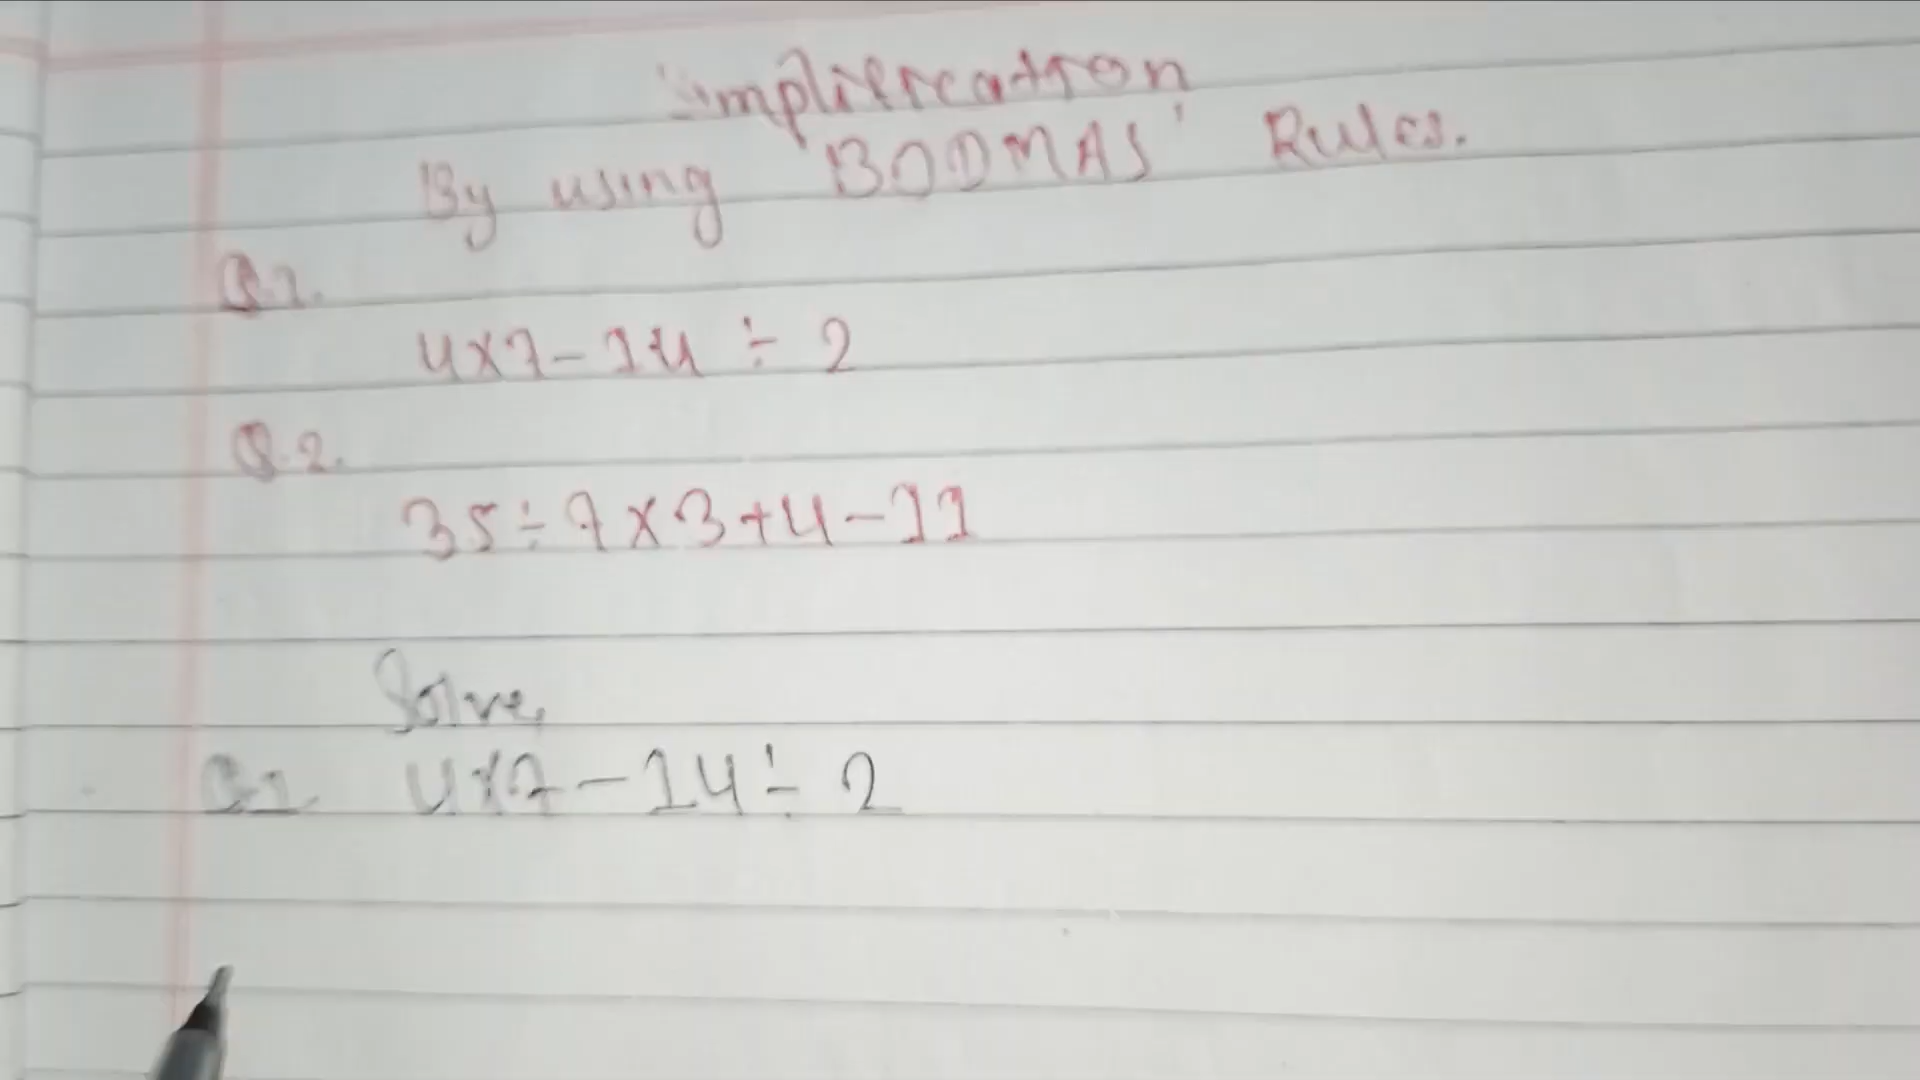 Simplification
By using 'BODMAS' Rules.
Q.1.
4×7-14÷2
Q.2.
35÷7×3+4-11
Solve,
Q.1. 4×7-14÷2